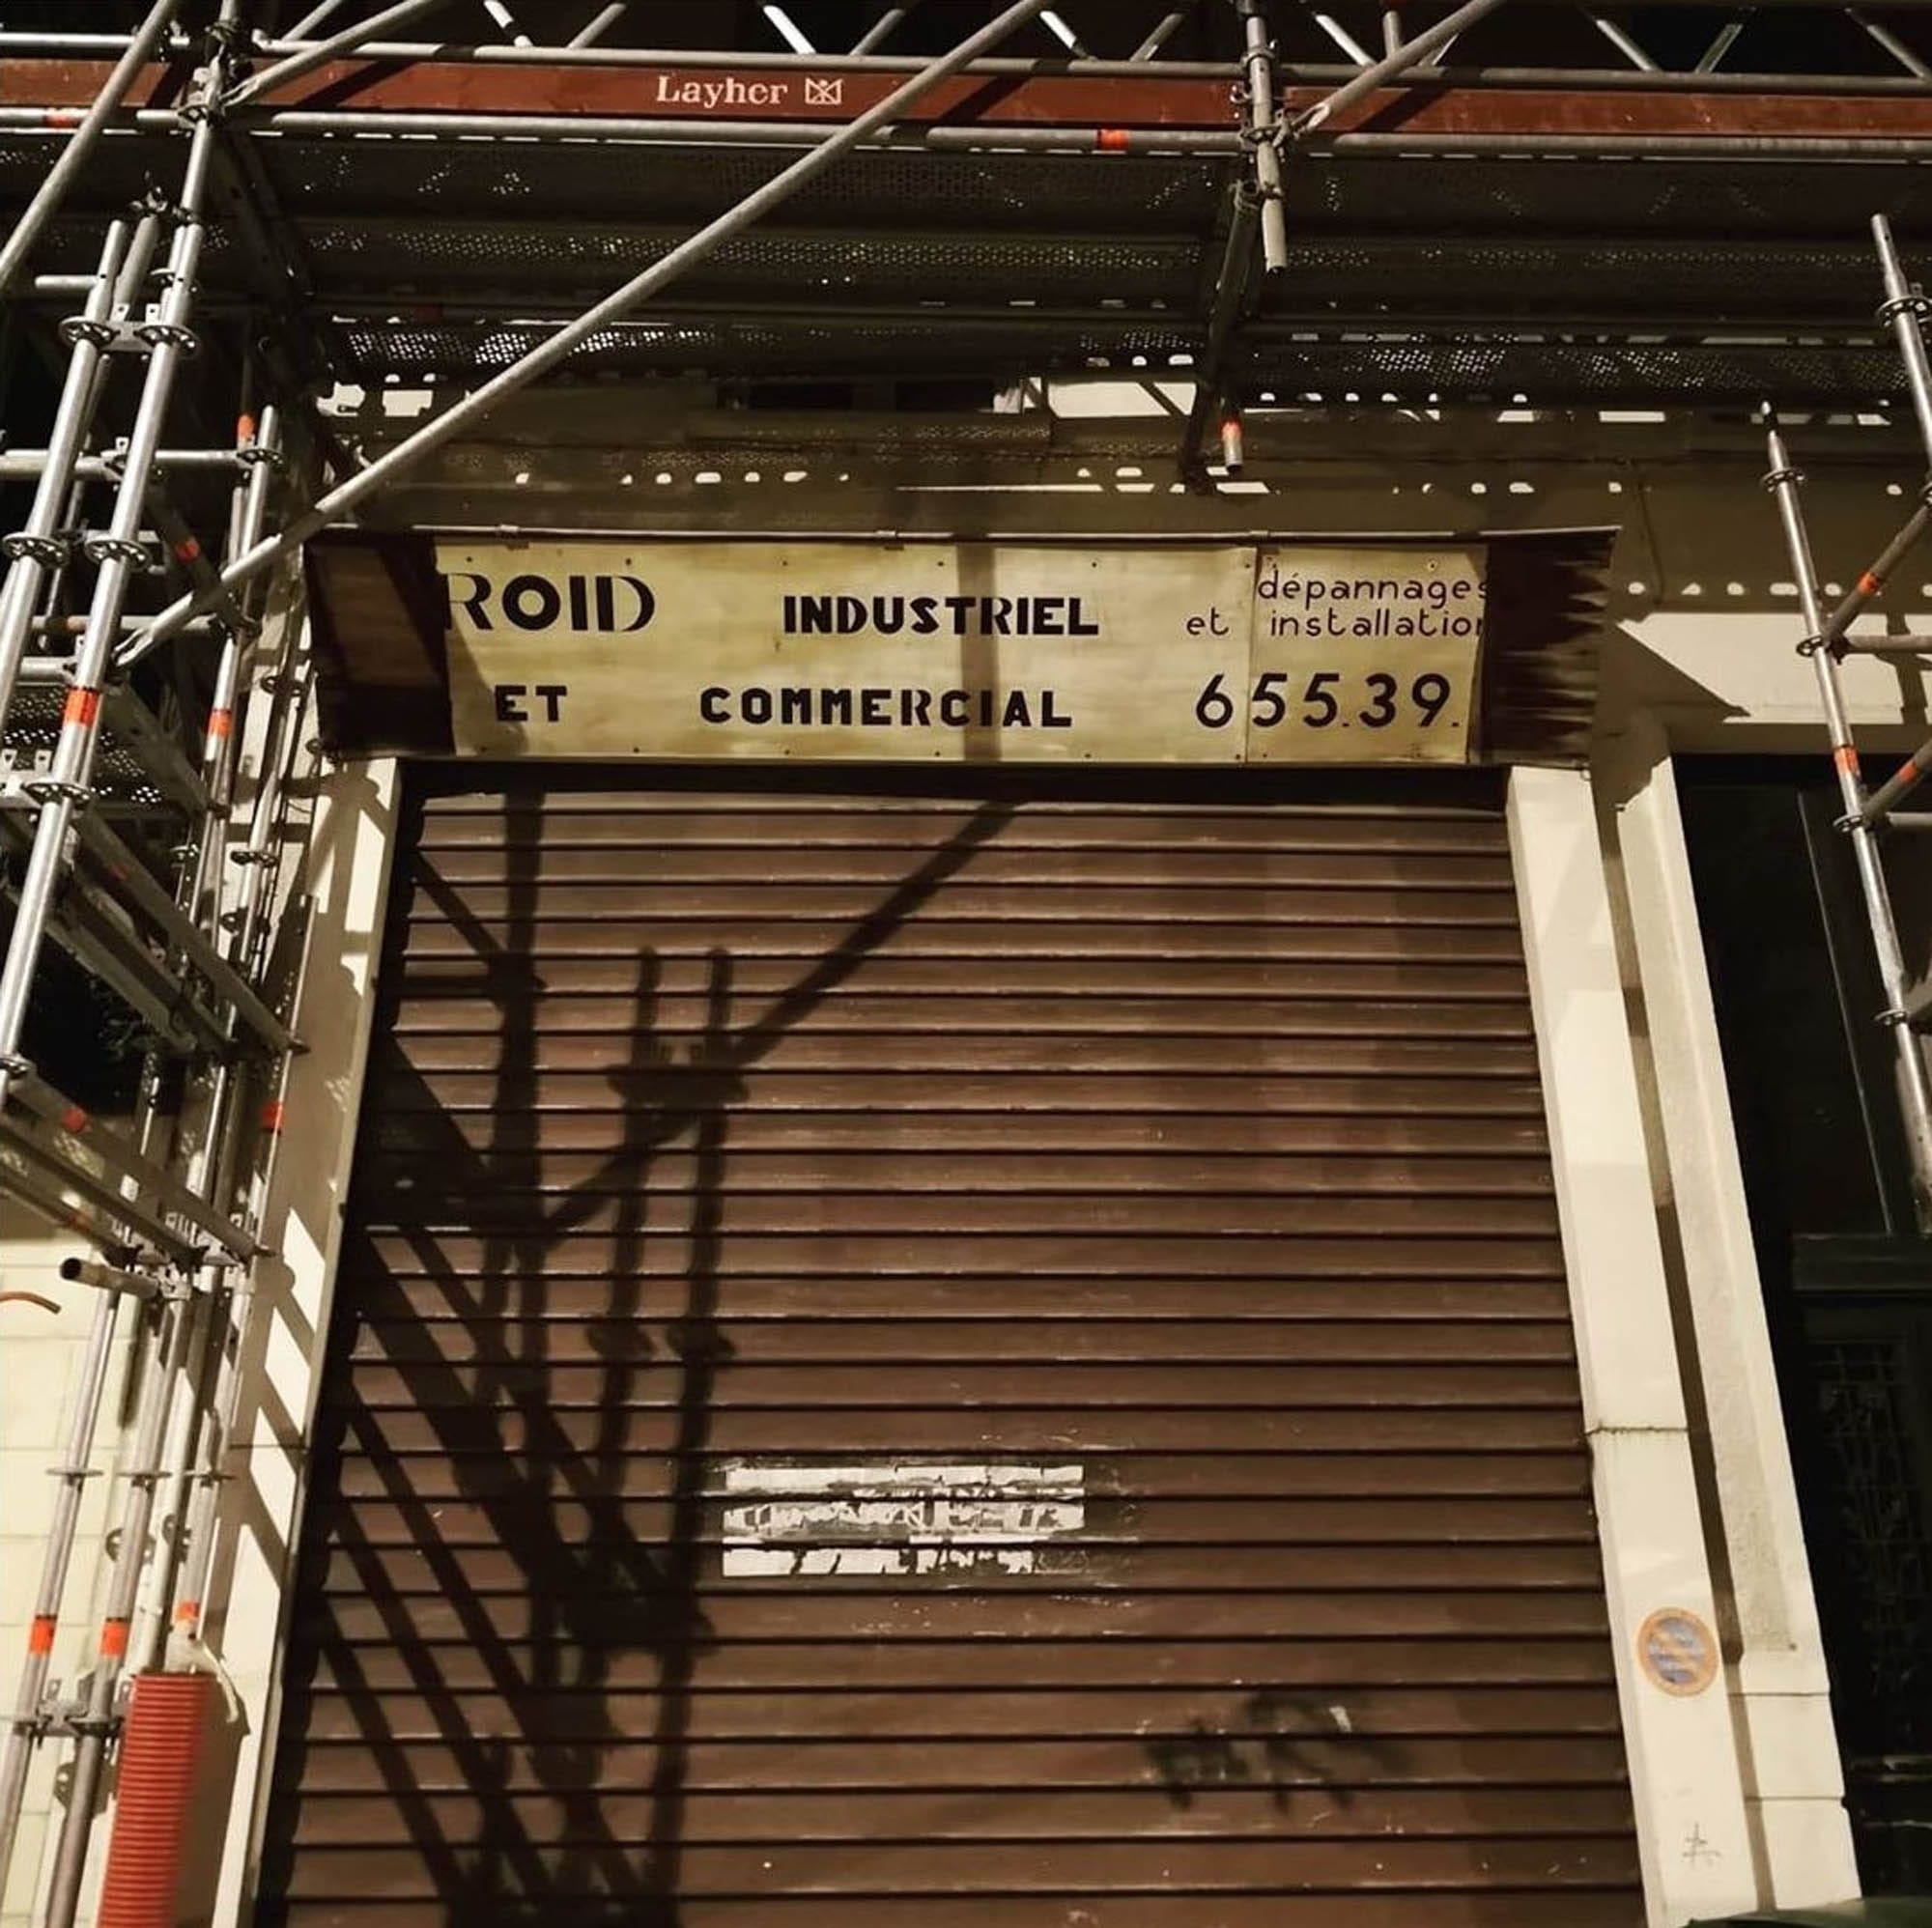 Layher
ROID INDUSTRIEL
dépannages
et installation
ET COMMERCIAL 655.39.